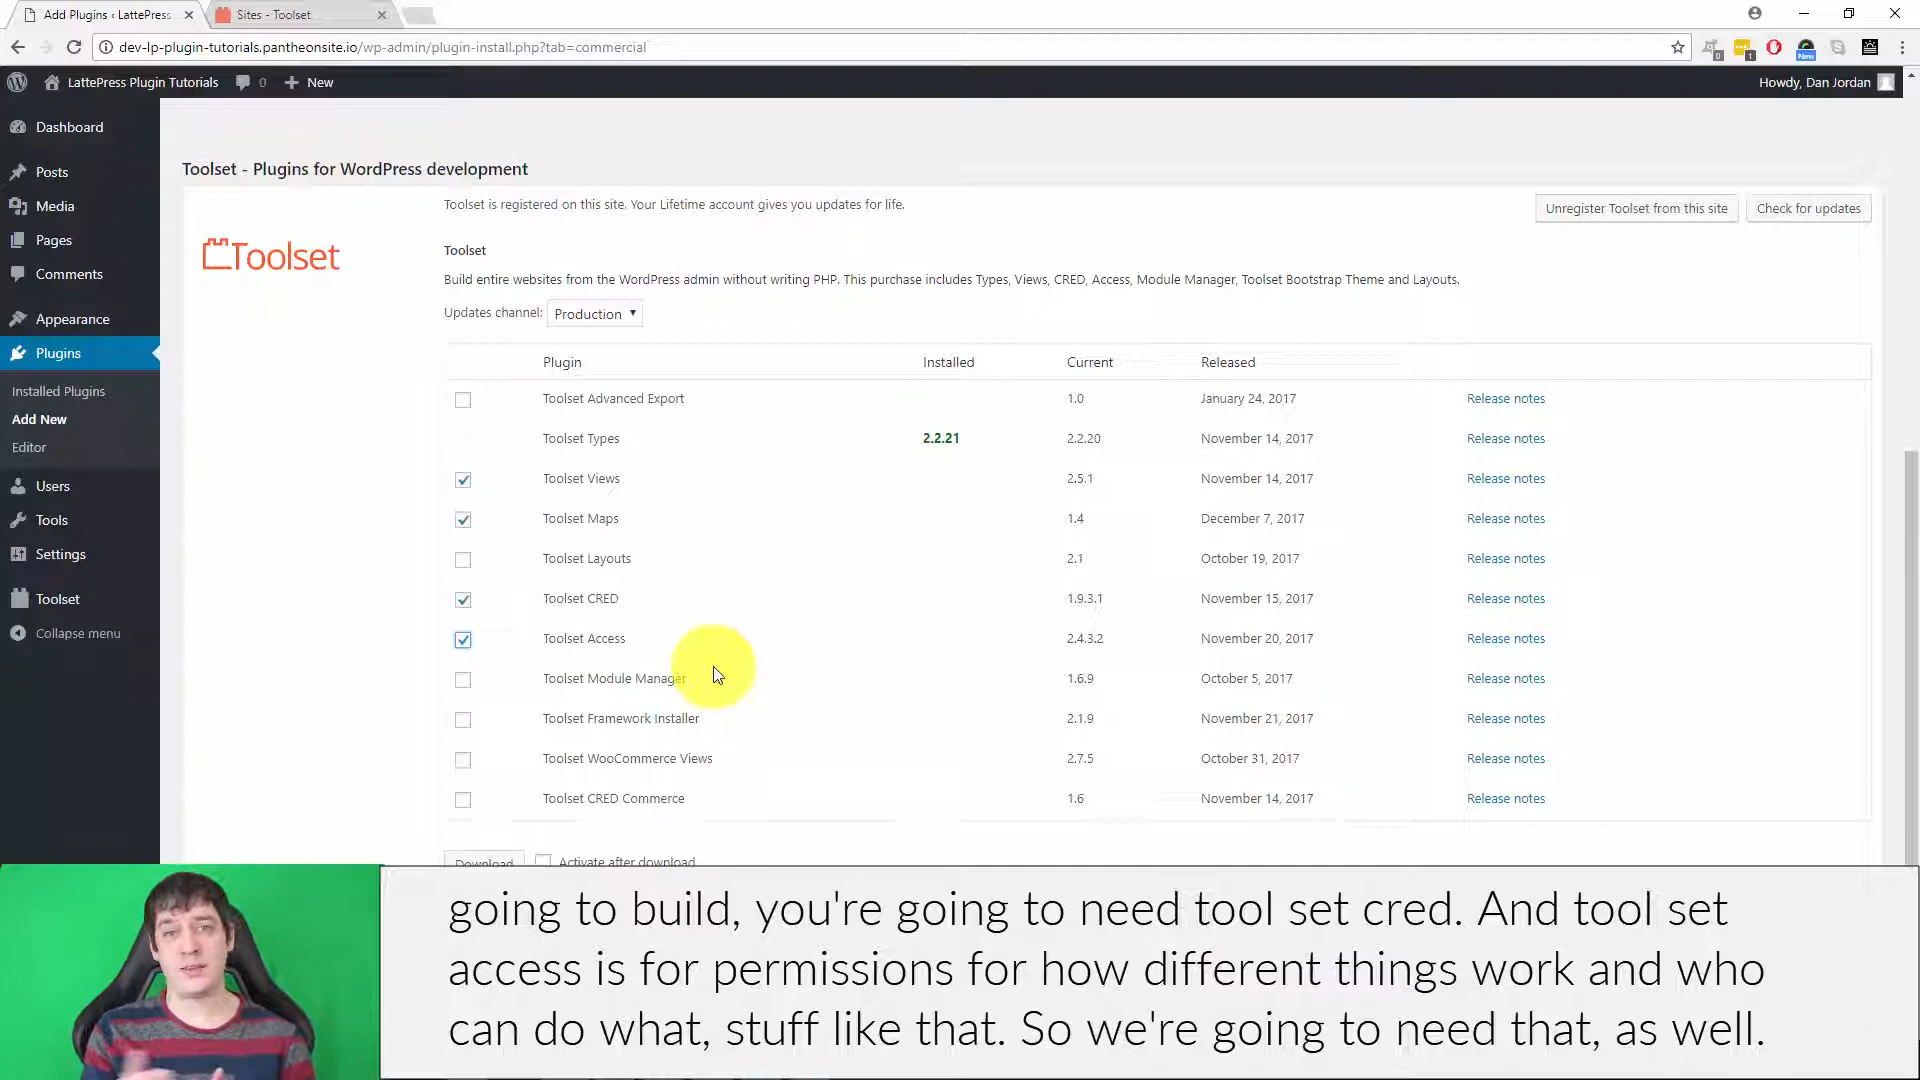 Add Plugins ‹ LattePress
Sites - Toolset
dev-lp-plugin-tutorials.pantheonsite.io/wp-admin/plugin-install.php?tab=commercial
0
1
New
LattePress Plugin Tutorials
0
New
Howdy, Dan Jordan
Dashboard
Posts
Media
Pages
Comments
Appearance
Plugins
Installed Plugins
Add New
Editor
Users
Tools
Settings
Toolset
Collapse menu
Toolset - Plugins for WordPress development
Toolset is registered on this site. Your Lifetime account gives you updates for life.
Unregister Toolset from this site
Check for updates
Toolset
Toolset
Build entire websites from the WordPress admin without writing PHP. This purchase includes Types, Views, CRED, Access, Module Manager, Toolset Bootstrap Theme and Layouts.
Updates channel: Production
Plugin Installed Current Released
Toolset Advanced Export 1.0 January 24, 2017 Release notes
Toolset Types 2.2.21 2.2.20 November 14, 2017 Release notes
Toolset Views 2.5.1 November 14, 2017 Release notes
Toolset Maps 1.4 December 7, 2017 Release notes
Toolset Layouts 2.1 October 19, 2017 Release notes
Toolset CRED 1.9.3.1 November 15, 2017 Release notes
Toolset Access 2.4.3.2 November 20, 2017 Release notes
Toolset Module Manager 1.6.9 October 5, 2017 Release notes
Toolset Framework Installer 2.1.9 November 21, 2017 Release notes
Toolset WooCommerce Views 2.7.5 October 31, 2017 Release notes
Toolset CRED Commerce 1.6 November 14, 2017 Release notes
Download Activate after download
going to build, you're going to need tool set cred. And tool set
access is for permissions for how different things work and who
can do what, stuff like that. So we're going to need that, as well.